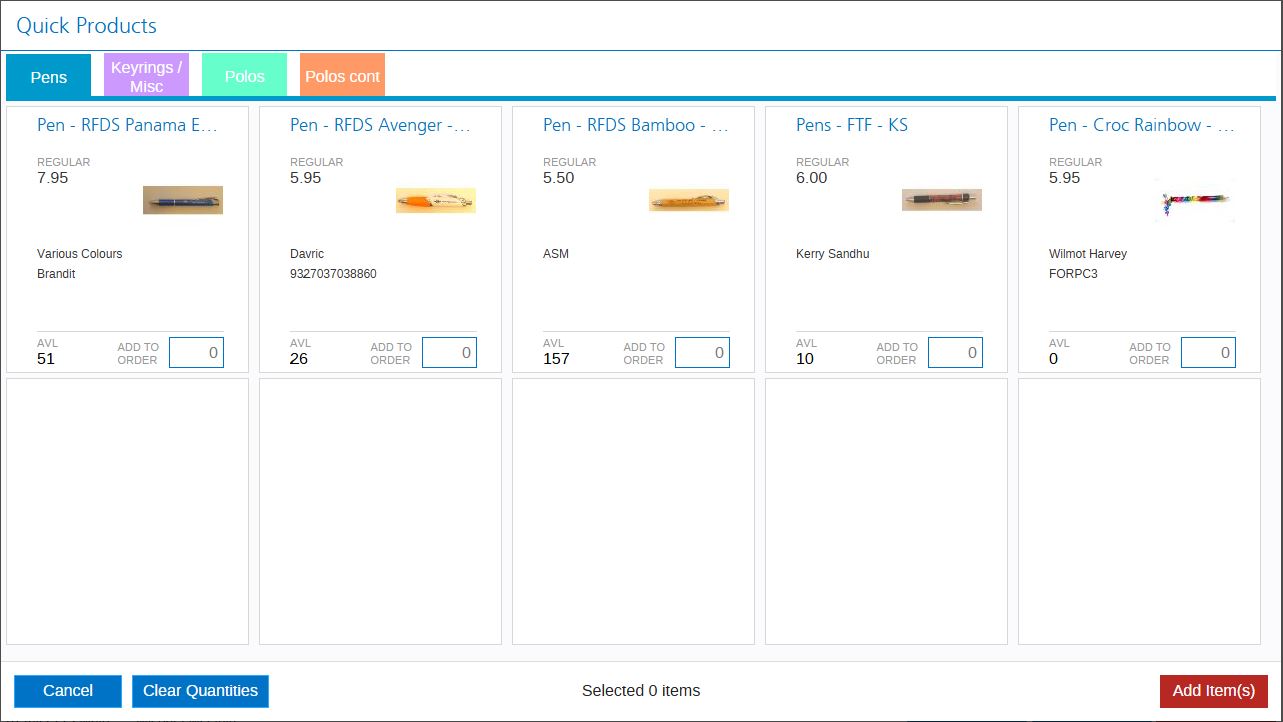 Quick Products
Pens
Keyrings /
Misc
Polos
Polos cont
Pen - RFDS Panama E...
REGULAR
7.95
Various Colours
Brandit
AVL
51
ADD TO
ORDER
0
Pen - RFDS Avenger -...
REGULAR
5.95
Davric
9327037038860
AVL
26
ADD TO
ORDER
0
Pen - RFDS Bamboo - ...
REGULAR
5.50
ASM
AVL
157
ADD TO
ORDER
0
Pens - FTF - KS
REGULAR
6.00
Kerry Sandhu
AVL
10
ADD TO
ORDER
0
Pen - Croc Rainbow - ...
REGULAR
5.95
Wilmot Harvey
FORPC3
AVL
0
ADD TO
ORDER
0
Cancel
Clear Quantities
Selected 0 items
Add Item(s)